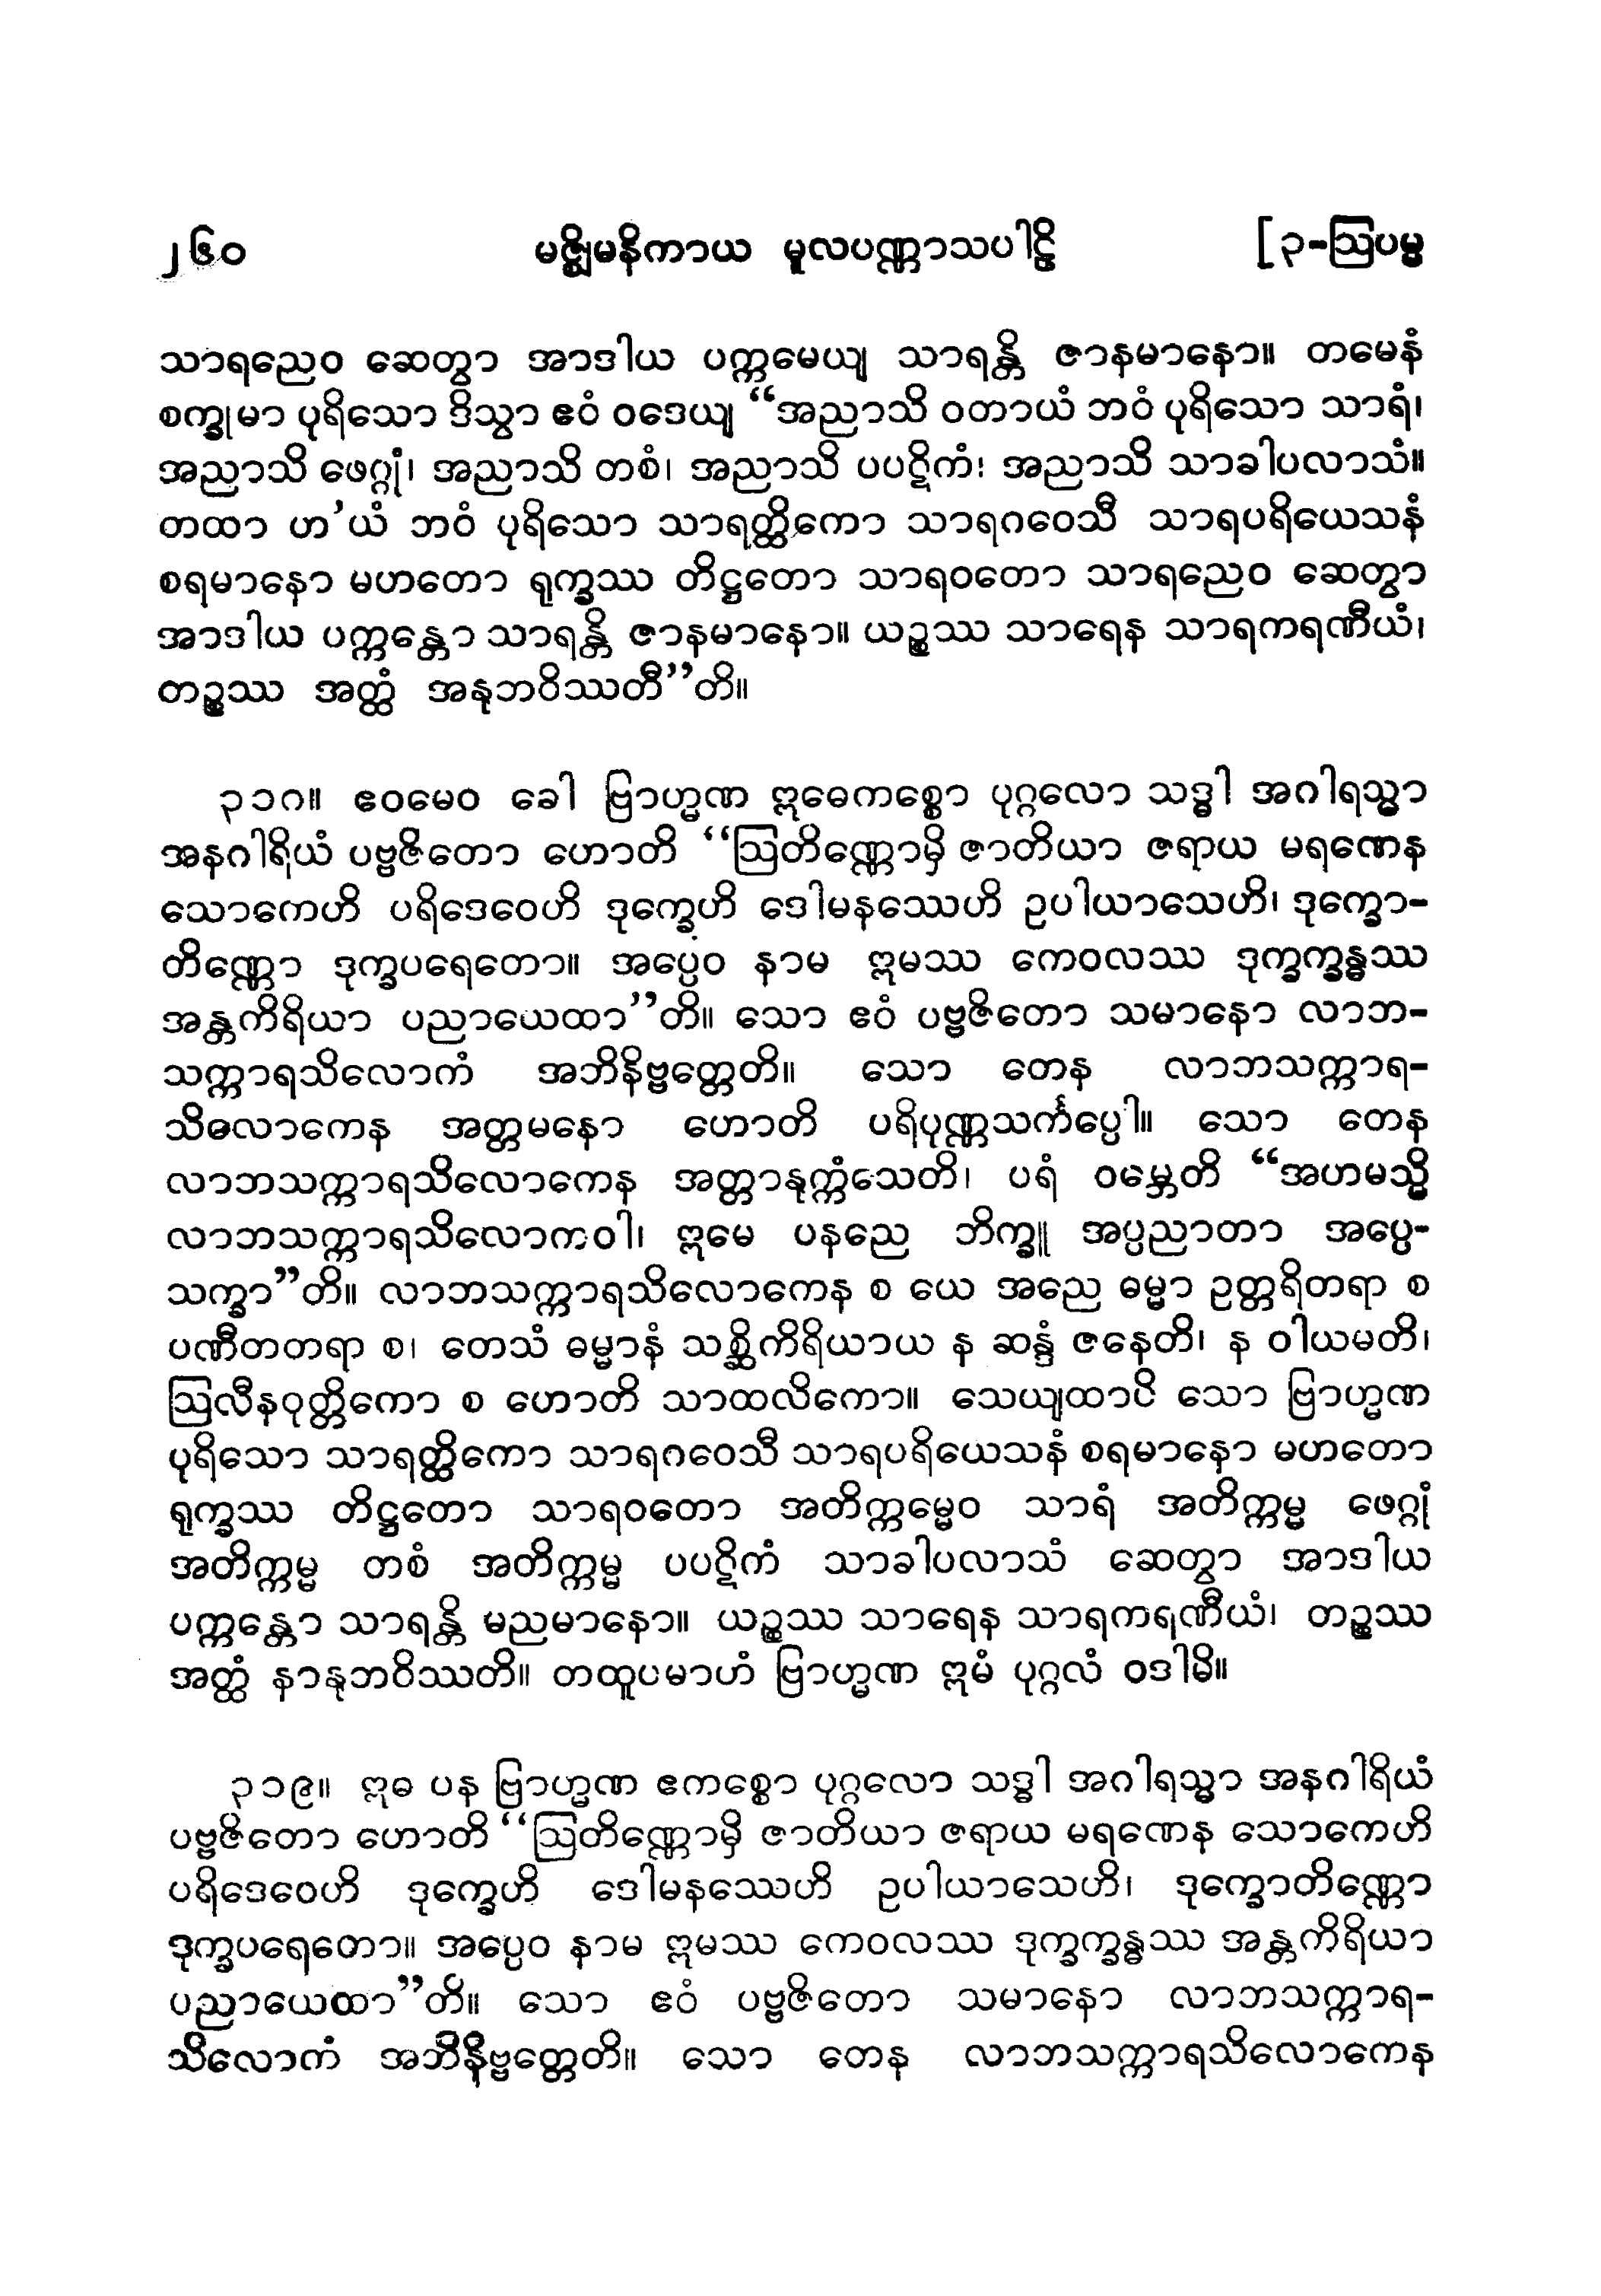 ၂၆၀ မဇ္ဈိမနိကာယ မူလပဏ္ဏာသပါဠိ [၃-ဩပမ္မ
သာရညေဝ ဆေတွာ အာဒါယ ပက္ကမေယျ သာရန္တိ ဇာနမာနော။ တမေနံ
စက္ခုမာ ပုရိသော ဒိသွာ ဧဝံ ဝဒေယျ “အညာသိ ဝတာယံ ဘဝံ ပုရိသော သာရံ၊
အညာသိ ဖေဂ္ဂုံ၊ အညာသိ တစံ၊ အညာသိ ပပဋိကံ၊ အညာသိ သာခါပလာသံ။
တထာ ဟ’ယံ ဘဝံ ပုရိသော သာရတ္ထိကော သာရဂဝေသီ သာရပရိယေသနံ
စရမာနော မဟတော ရုက္ခဿ တိဋ္ဌတော သာရဝတော သာရညေဝ ဆေတွာ
အာဒါယ ပက္ကန္တော သာရန္တိ ဇာနမာနော။ ယဉ္စဿ သာရေန သာရကရဏီယံ၊
တဉ္စဿ အတ္ထံ အနုဘဝိဿတီ”တိ။
၃၁၈။ ဧဝမေဝ ခေါ ဗြာဟ္မဏ ဣဓေကစ္စော ပုဂ္ဂလော သဒ္ဓါ အဂါရသ္မာ
အနဂါရိယံ ပဗ္ဗဇိတော ဟောတိ “ဩတိဏ္ဏောမှိ ဇာတိယာ ဇရာယ မရဏေန
သောကေဟိ ပရိဒေဝေဟိ ဒုက္ခေဟိ ဒေါမနဿေဟိ ဥပါယာသေဟိ၊ ဒုက္ခော-
တိဏ္ဏော ဒုက္ခပရေတော။ အပ္ပေဝ နာမ ဣမဿ ကေဝလဿ ဒုက္ခက္ခန္ဓဿ
အန္တကိရိယာ ပညာယေထာ”တိ။ သော ဧဝံ ပဗ္ဗဇိတော သမာနော လာဘ-
သက္ကာရသိလောကံ အဘိနိဗ္ဗတ္တေတိ။ သော တေန လာဘသက္ကာရ-
သိလောကေန အတ္တမနော ဟောတိ ပရိပုဏ္ဏသင်္ကပ္ပေါ။ သော တေန
လာဘသက္ကာရသိလောကေန အတ္တာနုက္ကံသေတိ၊ ပရံ ဝမ္ဘေတိ “အဟမသ္မိ
လာဘသက္ကာရသိလောကဝါ၊ ဣမေ ပနညေ ဘိက္ခူ အပ္ပညာတာ အပ္ပေ-
သက္ခာ”တိ။ လာဘသက္ကာရသိလောကေန စ ယေ အညေ ဓမ္မာ ဥတ္တရိတရာ စ
ပဏီတတရာ စ၊ တေသံ ဓမ္မာနံ သစ္ဆိကိရိယာယ န ဆန္ဒံ ဇနေတိ၊ န ဝါယမတိ၊
ဩလီနဝုတ္တိကော စ ဟောတိ သာထလိကော။ သေယျထာပိ သော ဗြာဟ္မဏ
ပုရိသော သာရတ္ထိကော သာရဂဝေသီ သာရပရိယေသနံ စရမာနော မဟတော
ရုက္ခဿ တိဋ္ဌတော သာရဝတော အတိက္ကမ္မေဝ သာရံ အတိက္ကမ္မ ဖေဂ္ဂုံ
အတိက္ကမ္မ တစံ အတိက္ကမ္မ ပပဋိကံ သာခါပလာသံ ဆေတွာ အာဒါယ
ပက္ကန္တော သာရန္တိ မညမာနော။ ယဉ္စဿ သာရေန သာရကရဏီယံ၊ တဉ္စဿ
အတ္ထံ နာနုဘဝိဿတိ။ တထူပမာဟံ ဗြာဟ္မဏ ဣမံ ပုဂ္ဂလံ ဝဒါမိ။
၃၁၉။ ဣဓ ပန ဗြာဟ္မဏ ဧကစ္စော ပုဂ္ဂလော သဒ္ဓါ အဂါရသ္မာ အနဂါရိယံ
ပဗ္ဗဇိတော ဟောတိ “ဩတိဏ္ဏောမှိ ဇာတိယာ ဇရာယ မရဏေန သောကေဟိ
ပရိဒေဝေဟိ ဒုက္ခေဟိ ဒေါမနဿေဟိ ဥပါယာသေဟိ၊ ဒုက္ခောတိဏ္ဏော
ဒုက္ခပရေတော။ အပ္ပေဝ နာမ ဣမဿ ကေဝလဿ ဒုက္ခက္ခန္ဓဿ အန္တကိရိယာ
ပညာယေထာ”တိ။ သော ဧဝံ ပဗ္ဗဇိတော သမာနော လာဘသက္ကာရ-
သိလောကံ အဘိနိဗ္ဗတ္တေတိ။ သော တေန လာဘသက္ကာရသိလောကေန